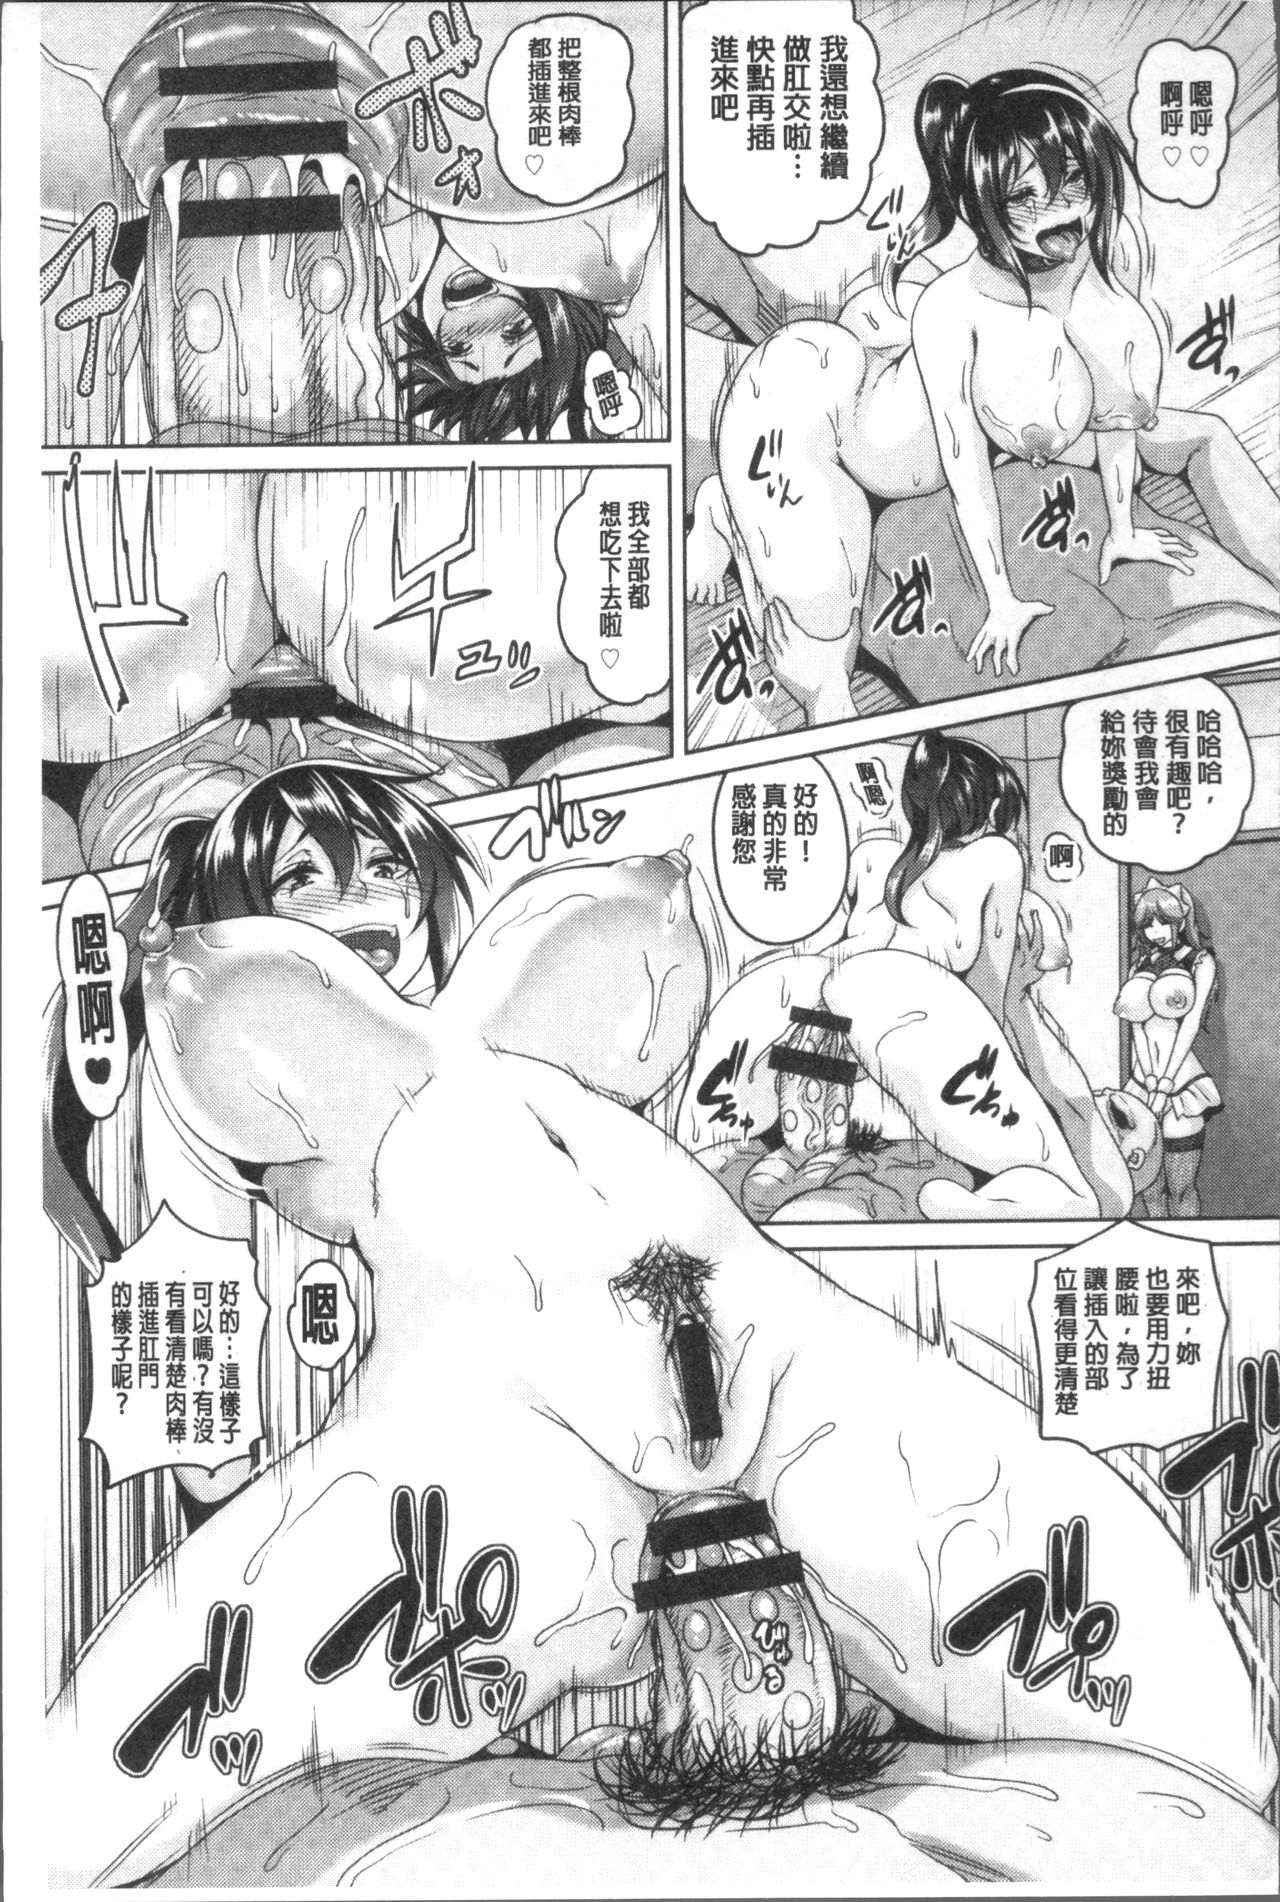 嗯呼♡
啊呼♡
我還想繼續
做肛交啦…
快點再插
進來吧
把整根肉棒
都插進來吧♡
嗯呼
我全部都
想吃下去啦♡
哈哈哈，
很有趣吧？
待會我會
給妳獎勵的
好的！
真的非常
感謝您
啊嗯
啊
來吧，妳
也要用力扭
腰啦，為了
讓插入的部
位看得更清楚
嗯啊♥
嗯
好的…這樣子
可以嗎？有沒
有看清楚肉棒
插進肛門
的樣子呢？